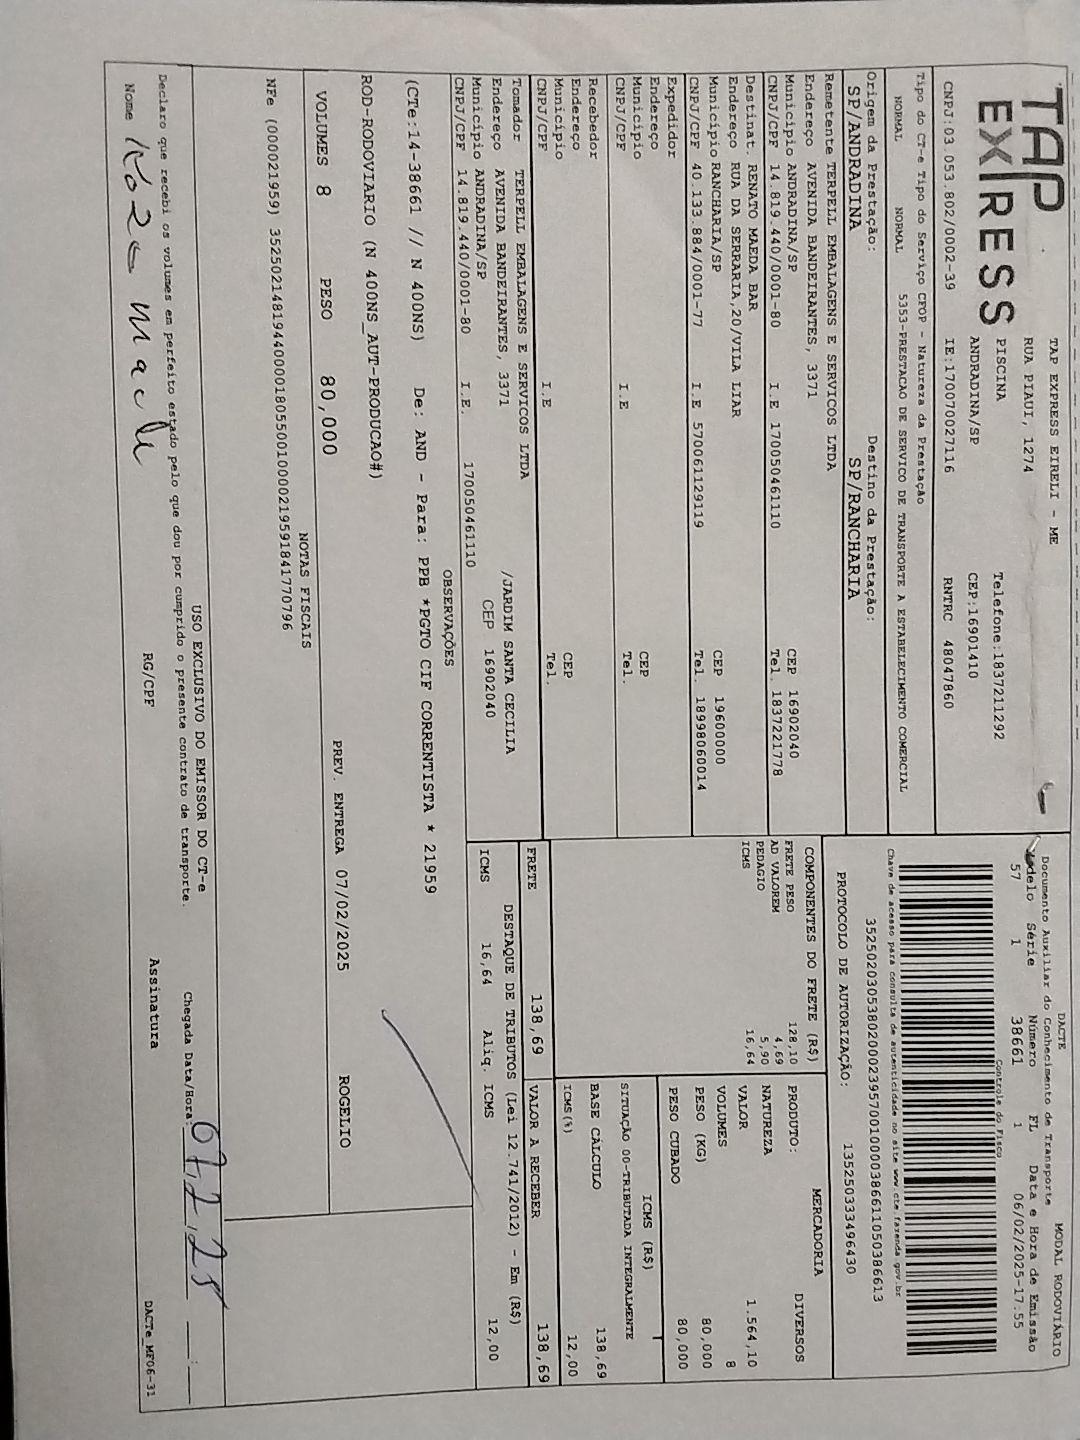 TAP
EXPRESS
TAP EXPRESS EIRELI - ME
RUA PIAUI, 1274
PISCINA Telefone:1837211292
ANDRADINA/SP CEP:16901410
CNPJ:03.053.802/0002-39 IE:170070027116 RNTRC 48047860
DACTE MODAL RODOVIÁRIO
Documento Auxiliar do Conhecimento de Transporte
Modelo Série Número FL Data e Hora de Emissão
57 1 38661 1 06/02/2025-17.55
Controle do Fisco
Chave de acesso para consulta de autenticidade no site www.cte.fazenda.gov.br
35250203053802000239570010000386611050386613
PROTOCOLO DE AUTORIZAÇÃO: 135250333496430
Tipo do CT-e Tipo do Serviço CFOP - Natureza da Prestação
NORMAL NORMAL 5353-PRESTACAO DE SERVICO DE TRANSPORTE A ESTABELECIMENTO COMERCIAL
Origem da Prestação: Destino da Prestação:
SP/ANDRADINA SP/RANCHARIA
Remetente TERPELL EMBALAGENS E SERVICOS LTDA
Endereço AVENIDA BANDEIRANTES, 3371
Município ANDRADINA/SP CEP 16902040
CNPJ/CPF 14.819.440/0001-80 I.E 170050461110 Tel. 1837221778
Destinat. RENATO MAEDA BAR
Endereço RUA DA SERRARIA,20/VILA LIAR
Município RANCHARIA/SP CEP 19600000
CNPJ/CPF 40.133.884/0001-77 I.E 570061129119 Tel. 18998060014
Expedidor
Endereço
Município CEP
CNPJ/CPF I.E Tel.
Recebedor
Endereço
Município CEP
CNPJ/CPF I.E Tel.
Tomador TERPELL EMBALAGENS E SERVICOS LTDA
Endereço AVENIDA BANDEIRANTES, 3371 /JARDIM SANTA CECILIA
Município ANDRADINA/SP CEP 16902040
CNPJ/CPF 14.819.440/0001-80 I.E. 170050461110
COMPONENTES DO FRETE (R$)
FRETE PESO 128,10
AD VALOREM 4,69
PEDAGIO 5,90
ICMS 16,64
MERCADORIA
PRODUTO: DIVERSOS
NATUREZA
VALOR 1.564,10
VOLUMES 8
PESO (KG) 80,000
PESO CUBADO 80,000
ICMS (R$)
SITUAÇÃO 00-TRIBUTADA INTEGRALMENTE
BASE CÁLCULO 138,69
ICMS(%) 12,00
FRETE 138,69 VALOR A RECEBER 138,69
DESTAQUE DE TRIBUTOS (Lei 12.741/2012) - Em (R$)
ICMS 16,64 Aliq. ICMS 12,00
OBSERVAÇÕES
(CTe:14-38661 // N 400NS) De: AND - Para: PPB *PGTO CIF CORRENTISTA * 21959
ROD-RODOVIARIO (N 400NS_AUT-PRODUCAO#)
VOLUMES 8 PESO 80,000 PREV. ENTREGA 07/02/2025 ROGELIO
NOTAS FISCAIS
NFe (000021959) 35250214819440000180550010000219591841770796
USO EXCLUSIVO DO EMISSOR DO CT-e
Declaro que recebi os volumes em perfeito estado pelo que dou por cumprido o presente contrato de transporte. Chegada Data/Hora: 07,2,25 :
Nome RG/CPF Assinatura
DACTe_MF06-31